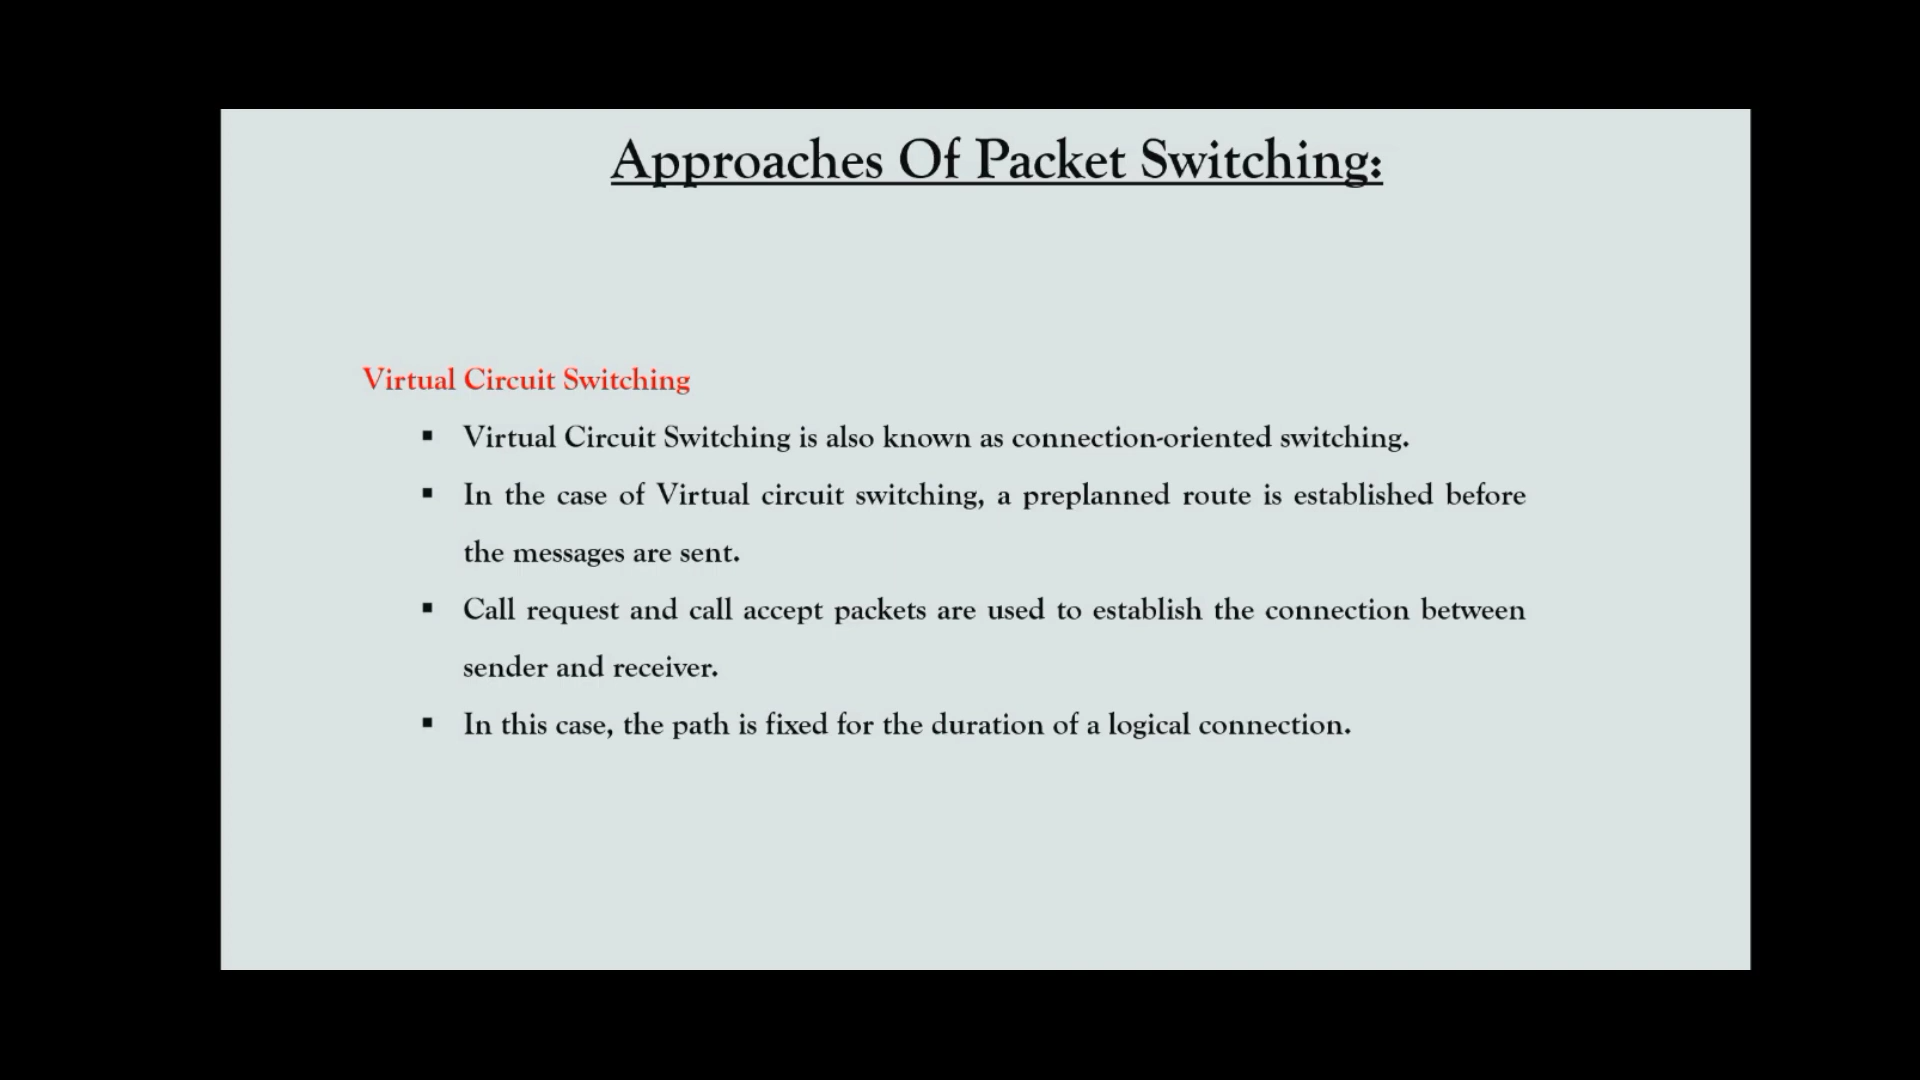 Approaches Of Packet Switching:
Virtual Circuit Switching
▪ Virtual Circuit Switching is also known as connection-oriented switching.
▪ In the case of Virtual circuit switching, a preplanned route is established before
the messages are sent.
▪ Call request and call accept packets are used to establish the connection between
sender and receiver.
▪ In this case, the path is fixed for the duration of a logical connection.